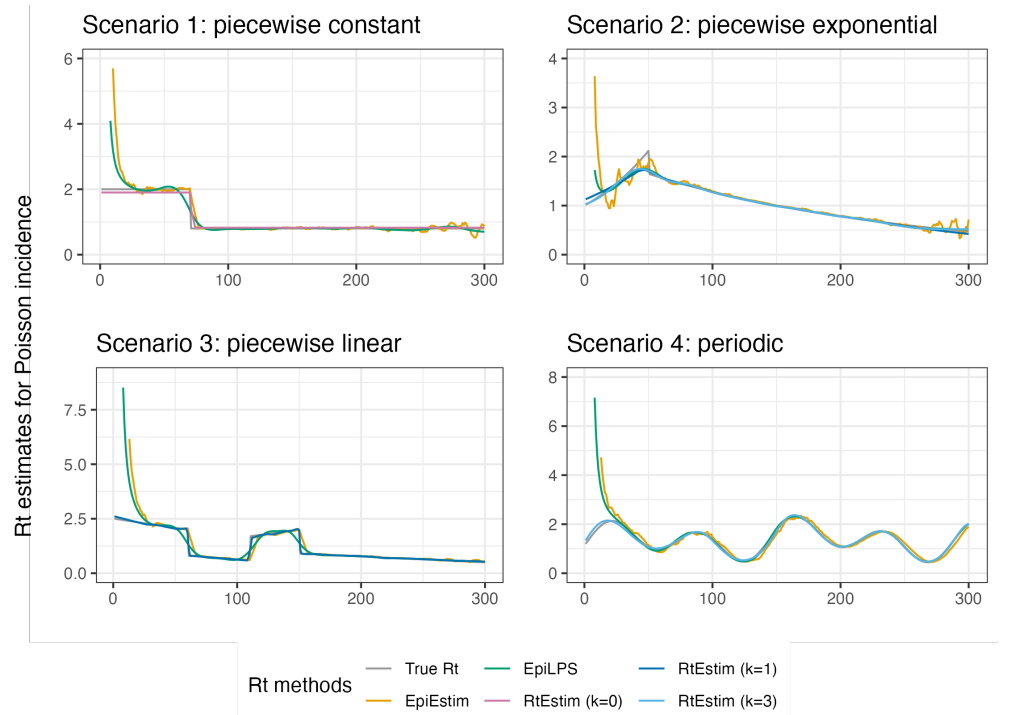 Scenario 1: piecewise constant
6
4
2
0
0 100 200 300
Scenario 2: piecewise exponential
4
3
2
1
0
0 100 200 300
Rt estimates for Poisson incidence
Scenario 3: piecewise linear
7.5
5.0
2.5
0.0
0 100 200 300
Scenario 4: periodic
8
6
4
2
0
0 100 200 300
Rt methods
True Rt EpiLPS RtEstim (k=1)
EpiEstim RtEstim (k=0) RtEstim (k=3)